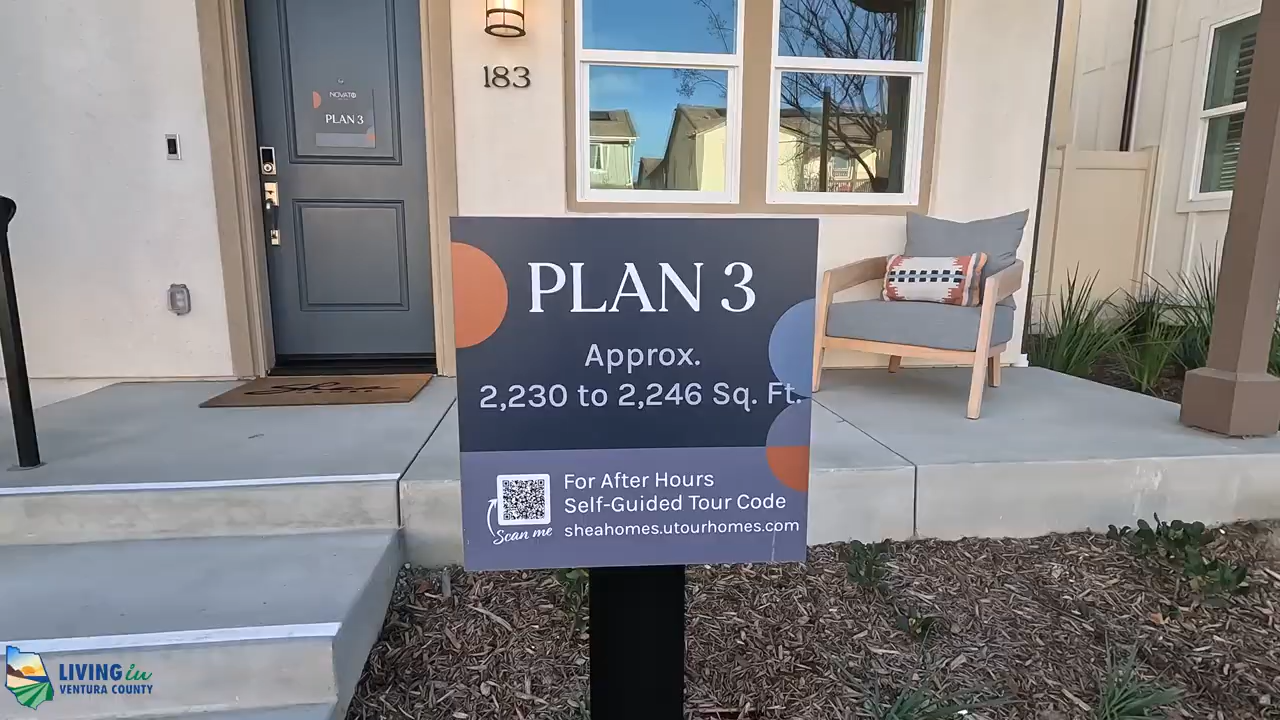 183
NOVATO
PLAN 3
PLAN 3
Approx.
2,230 to 2,246 Sq. Ft.
For After Hours
Self-Guided Tour Code
sheahomes.utourhomes.com
Scan me
LIVING in
VENTURA COUNTY